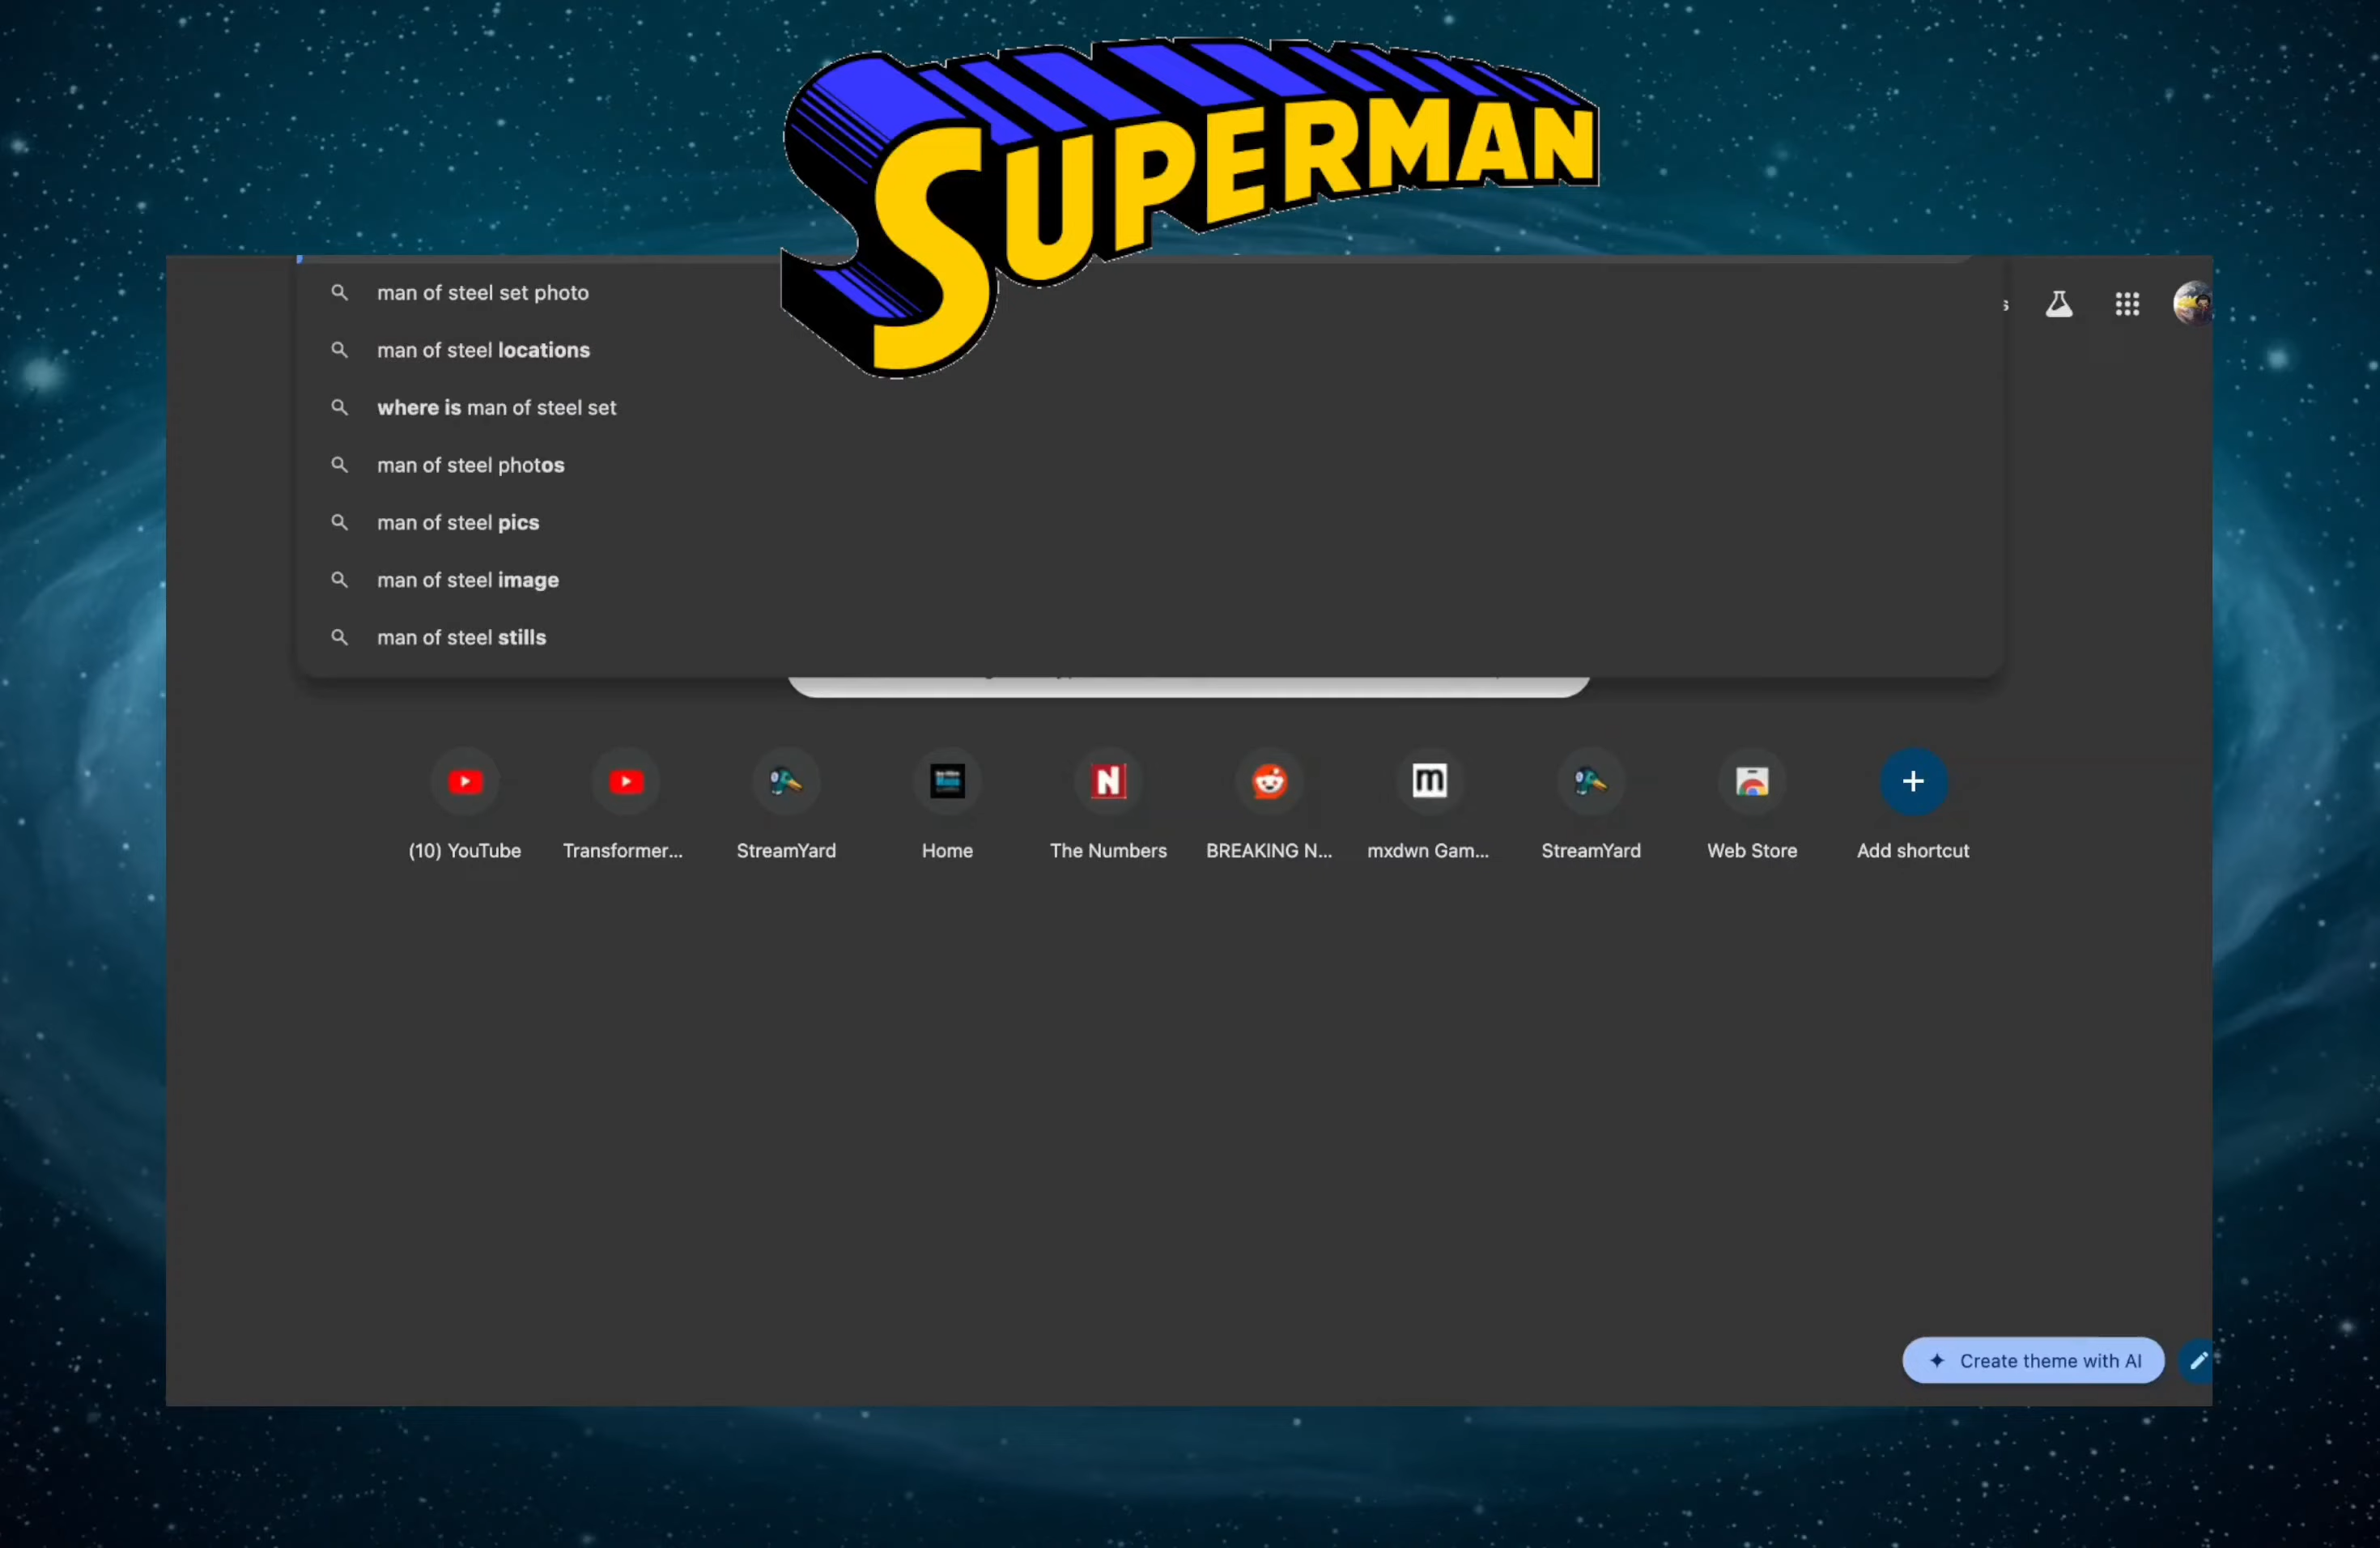 SUPERMAN
man of steel set photo
s
man of steel locations
where is man of steel set
man of steel photos
man of steel pics
man of steel image
man of steel stills
(10) YouTube
Transformer...
StreamYard
Home
The Numbers
BREAKING N...
mxdwn Gam...
StreamYard
Web Store
Add shortcut
Create theme with AI